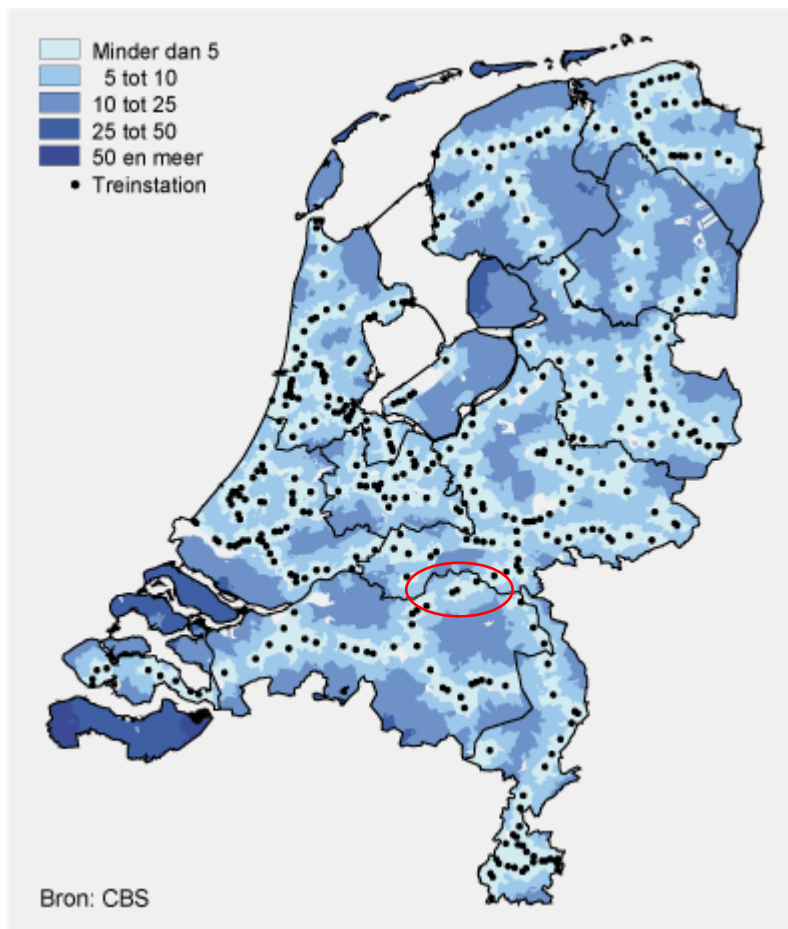 Minder dan 5
5 tot 10
10 tot 25
25 tot 50
50 en meer
Treinstation
Bron: CBS